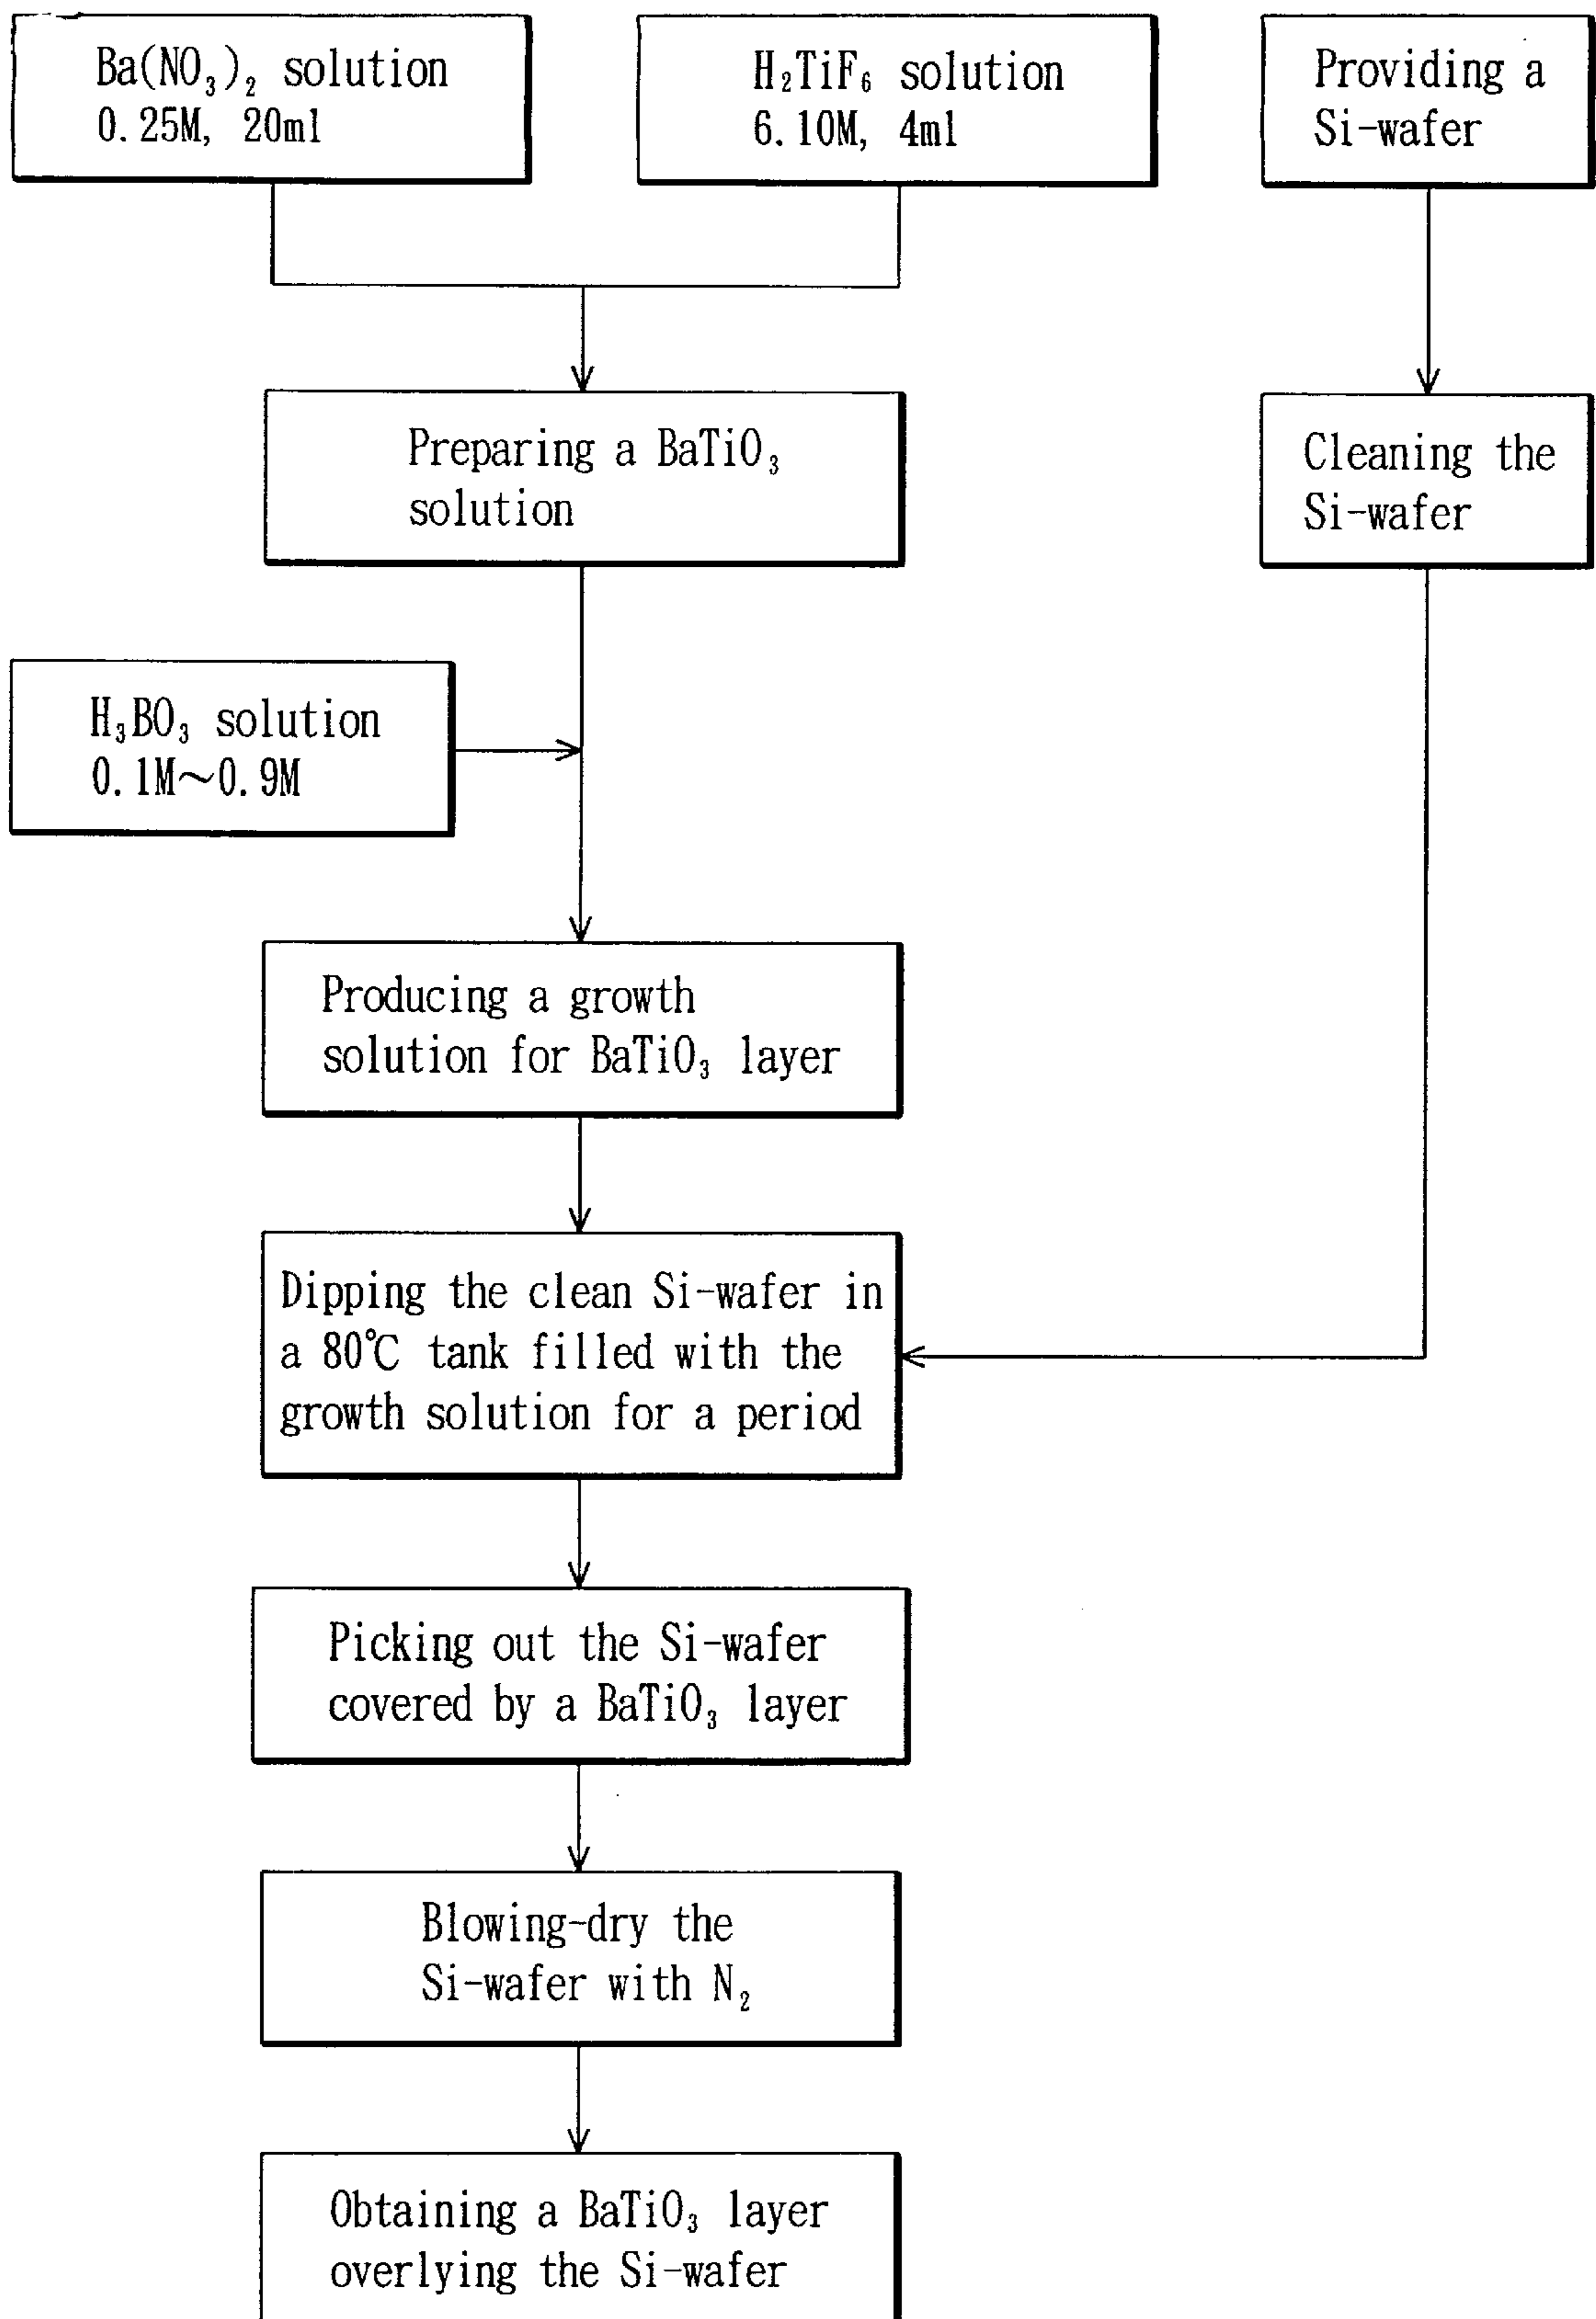 Ba(NO₃)₂ solution
0.25M, 20ml
H₂TiF₆ solution
6.10M, 4ml
Providing a
Si-wafer
Preparing a BaTiO₃
solution
Cleaning the
Si-wafer
H₃BO₃ solution
0.1M～0.9M
Producing a growth
solution for BaTiO₃ layer
Dipping the clean Si-wafer in
a 80℃ tank filled with the
growth solution for a period
Picking out the Si-wafer
covered by a BaTiO₃ layer
Blowing-dry the
Si-wafer with N₂
Obtaining a BaTiO₃ layer
overlying the Si-wafer